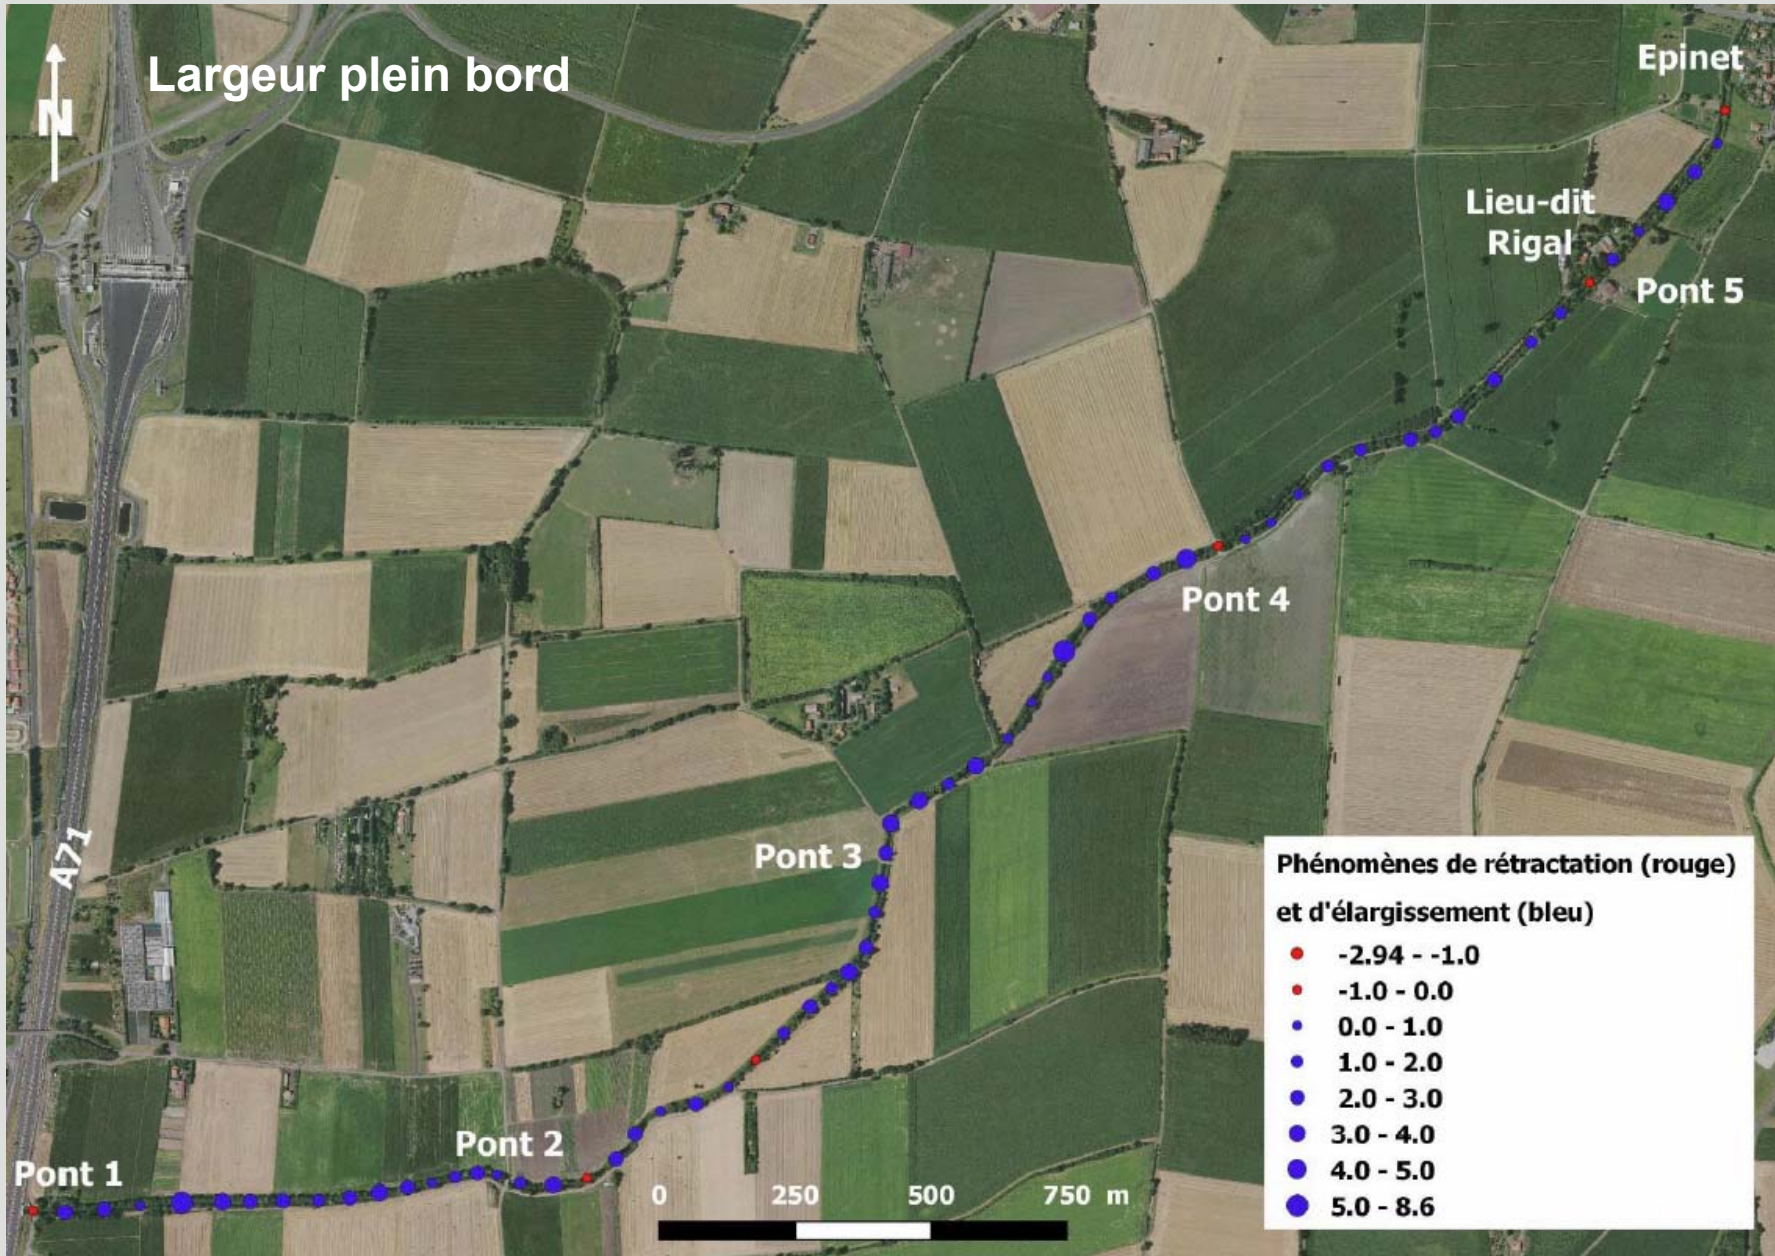 Largeur plein bord
N
Epinet
Lieu-dit
Rigal
Pont 5
Pont 4
Pont 3
A71
Pont 2
Pont 1
0 250 500 750 m
Phénomènes de rétractation (rouge)
et d'élargissement (bleu)
-2.94 - -1.0
-1.0 - 0.0
0.0 - 1.0
1.0 - 2.0
2.0 - 3.0
3.0 - 4.0
4.0 - 5.0
5.0 - 8.6